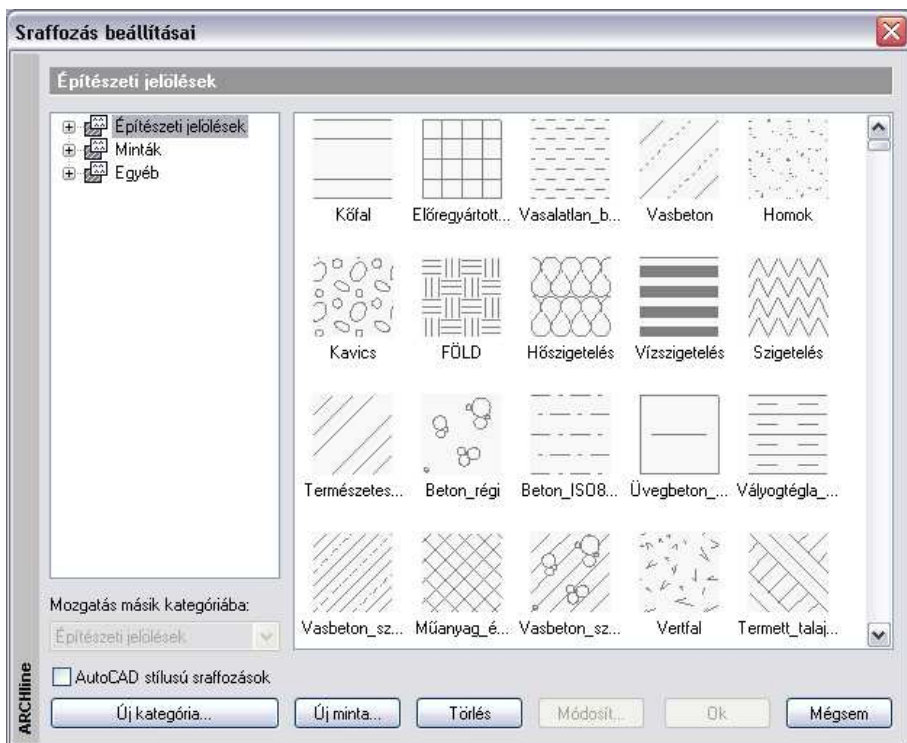 Sraffozás beállításai
Építészeti jelölések
Építészeti jelölések
Minták
Egyéb
Kőfal
Előregyártott...
Vasalatlan_b...
Vasbeton
Homok
Kavics
FÖLD
Hőszigetelés
Vízszigetelés
Szigetelés
Természetes...
Beton_régi
Beton_ISO8...
Üvegbeton_...
Vályogtégla_...
Vasbeton_sz...
Műanyag_é...
Vasbeton_sz...
Vertfal
Termett_talaj...
Mozgatás másik kategóriába:
Építészeti jelölések
AutoCAD stílusú sraffozások
Új kategória...
Új minta...
Törlés
Módosít...
Ok
Mégsem
ARCHline